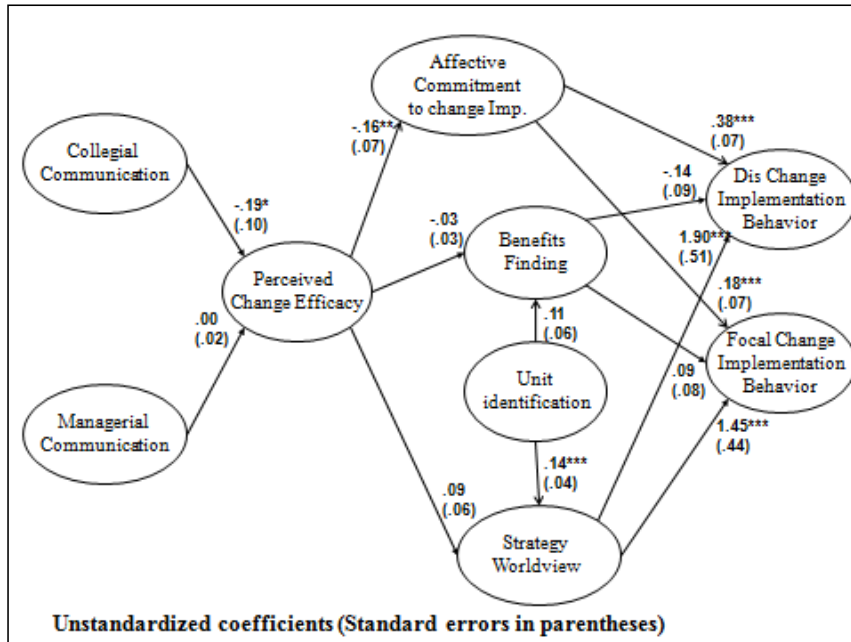 Affective
Commitment
to change Imp.
-.16**
(.07)
.38***
(.07)
Collegial
Communication
-.19*
(.10)
-.14
(.09)
Dis Change
Implementation
Behavior
-.03
(.03)
Benefits
Finding
1.90***
(.51)
Perceived
Change Efficacy
.18***
(.07)
.00
(.02)
.11
(.06)
Focal Change
Implementation
Behavior
Unit
identification
.09
(.08)
Managerial
Communication
1.45***
(.44)
.14***
(.04)
.09
(.06)
Strategy
Worldview
Unstandardized coefficients (Standard errors in parentheses)